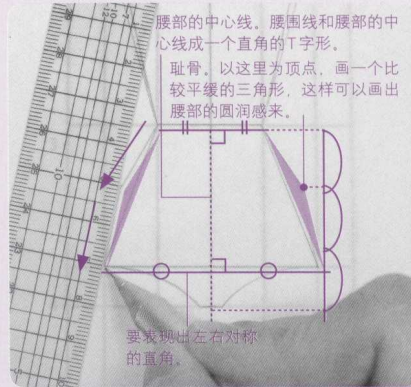 腰部的中心线。腰围线和腰部的中
心线成一个直角的T字形。
耻骨。以这里为顶点，画一个比
较平缓的三角形，这样可以画出
腰部的圆润感来。
要表现出左右对称
的直角。